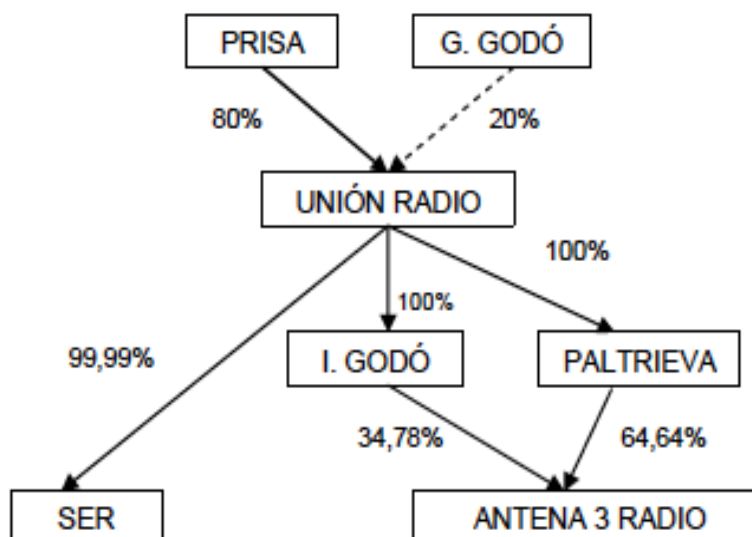 PRISA
G. GODÓ
80%
20%
UNIÓN RADIO
100%
100%
99,99%
I. GODÓ
PALTRIEVA
34,78%
64,64%
SER
ANTENA 3 RADIO